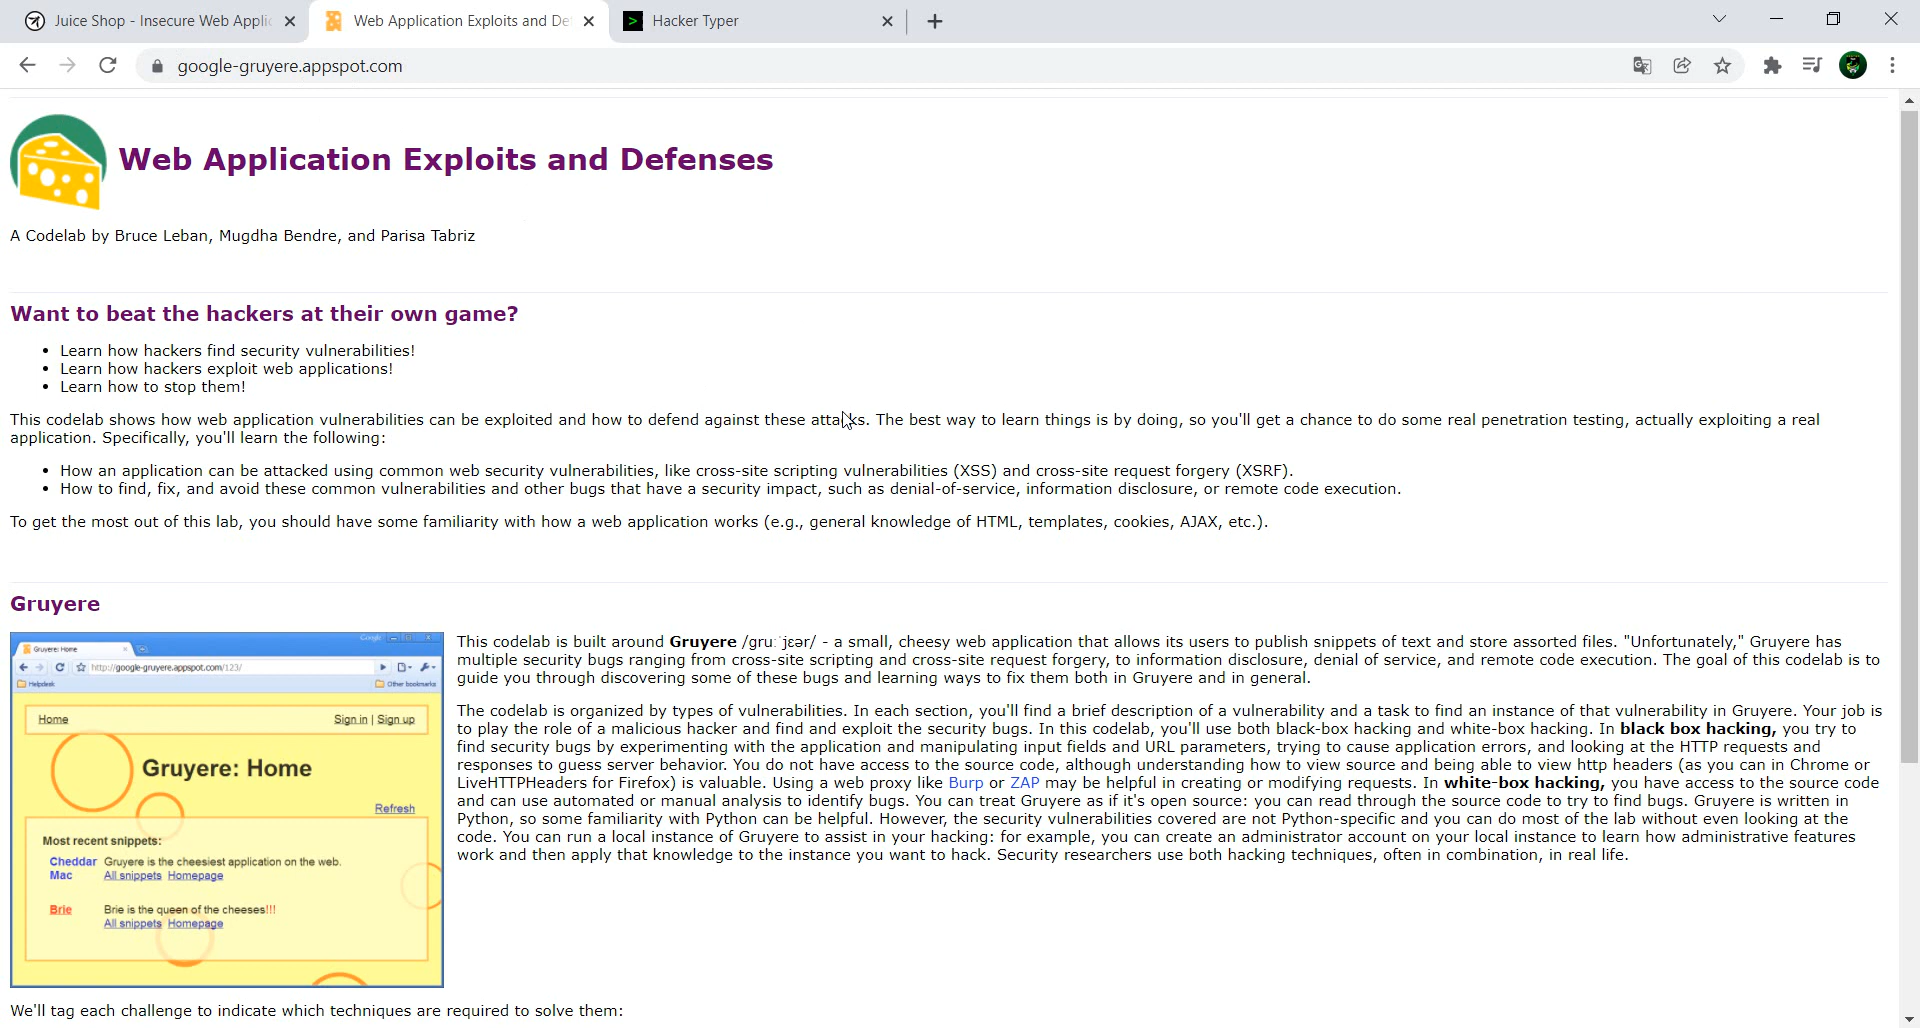 Juice Shop - Insecure Web Applic
Web Application Exploits and De
Hacker Typer
google-gruyere.appspot.com
Web Application Exploits and Defenses
A Codelab by Bruce Leban, Mugdha Bendre, and Parisa Tabriz
Want to beat the hackers at their own game?
• Learn how hackers find security vulnerabilities!
• Learn how hackers exploit web applications!
• Learn how to stop them!
This codelab shows how web application vulnerabilities can be exploited and how to defend against these attacks. The best way to learn things is by doing, so you'll get a chance to do some real penetration testing, actually exploiting a real
application. Specifically, you'll learn the following:
• How an application can be attacked using common web security vulnerabilities, like cross-site scripting vulnerabilities (XSS) and cross-site request forgery (XSRF).
• How to find, fix, and avoid these common vulnerabilities and other bugs that have a security impact, such as denial-of-service, information disclosure, or remote code execution.
To get the most out of this lab, you should have some familiarity with how a web application works (e.g., general knowledge of HTML, templates, cookies, AJAX, etc.).
Gruyere
Google
Gruyere: Home
http://google-gruyere.appspot.com/123/
Helpdesk
Other bookmarks
Home
Sign in | Sign up
Gruyere: Home
Refresh
Most recent snippets:
Cheddar Gruyere is the cheesiest application on the web.
Mac All snippets Homepage
Brie Brie is the queen of the cheeses!!!
All snippets Homepage
This codelab is built around Gruyere /gruːˈjɛər/ - a small, cheesy web application that allows its users to publish snippets of text and store assorted files. "Unfortunately," Gruyere has
multiple security bugs ranging from cross-site scripting and cross-site request forgery, to information disclosure, denial of service, and remote code execution. The goal of this codelab is to
guide you through discovering some of these bugs and learning ways to fix them both in Gruyere and in general.
The codelab is organized by types of vulnerabilities. In each section, you'll find a brief description of a vulnerability and a task to find an instance of that vulnerability in Gruyere. Your job is
to play the role of a malicious hacker and find and exploit the security bugs. In this codelab, you'll use both black-box hacking and white-box hacking. In black box hacking, you try to
find security bugs by experimenting with the application and manipulating input fields and URL parameters, trying to cause application errors, and looking at the HTTP requests and
responses to guess server behavior. You do not have access to the source code, although understanding how to view source and being able to view http headers (as you can in Chrome or
LiveHTTPHeaders for Firefox) is valuable. Using a web proxy like Burp or ZAP may be helpful in creating or modifying requests. In white-box hacking, you have access to the source code
and can use automated or manual analysis to identify bugs. You can treat Gruyere as if it's open source: you can read through the source code to try to find bugs. Gruyere is written in
Python, so some familiarity with Python can be helpful. However, the security vulnerabilities covered are not Python-specific and you can do most of the lab without even looking at the
code. You can run a local instance of Gruyere to assist in your hacking: for example, you can create an administrator account on your local instance to learn how administrative features
work and then apply that knowledge to the instance you want to hack. Security researchers use both hacking techniques, often in combination, in real life.
We'll tag each challenge to indicate which techniques are required to solve them: